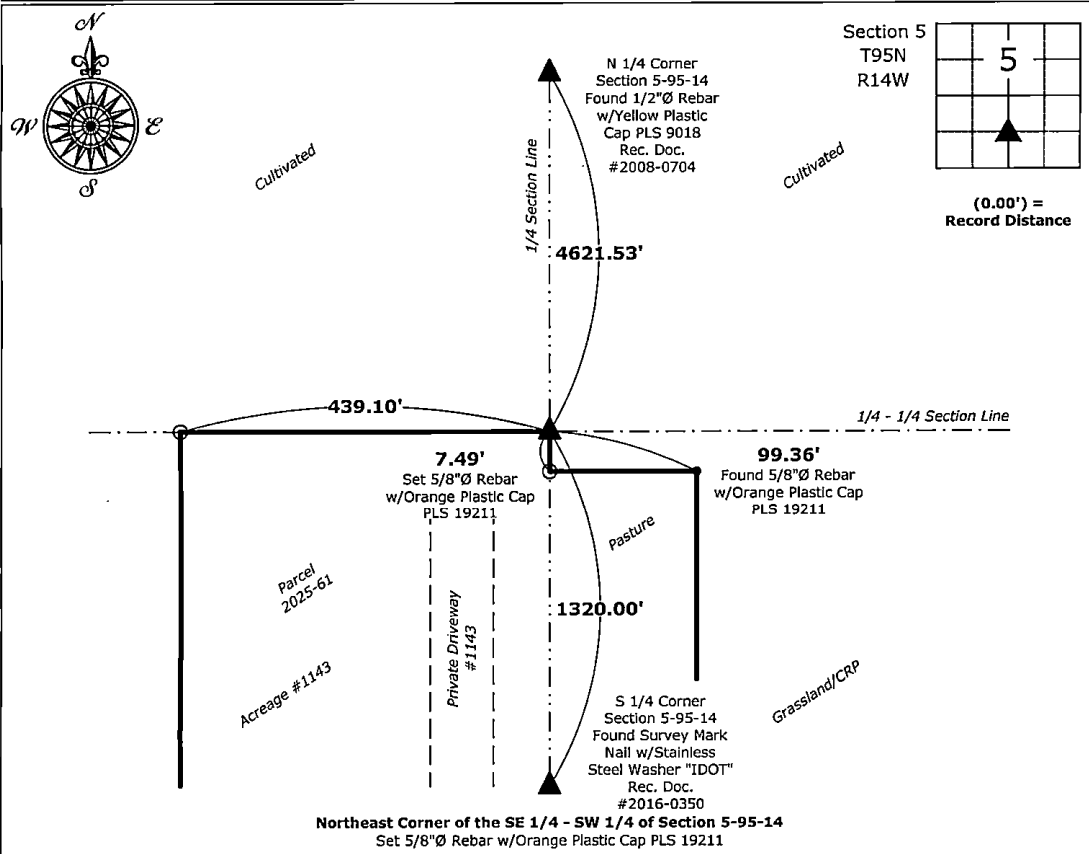 N
W
E
S
Cultivated
N 1/4 Corner
Section 5-95-14
Found 1/2"Ø Rebar
w/Yellow Plastic
Cap PLS 9018
Rec. Doc.
#2008-0704
Section 5
T95N
R14W
5
(0.00') =
Record Distance
Cultivated
1/4 Section Line
4621.53'
439.10'
1/4 - 1/4 Section Line
7.49'
Set 5/8"Ø Rebar
w/Orange Plastic Cap
PLS 19211
99.36'
Found 5/8"Ø Rebar
w/Orange Plastic Cap
PLS 19211
Pasture
Parcel
2025-61
Private Driveway
#1143
1320.00'
Acreage #1143
Grassland/CRP
S 1/4 Corner
Section 5-95-14
Found Survey Mark
Nail w/Stainless
Steel Washer "IDOT"
Rec. Doc.
#2016-0350
Northeast Corner of the SE 1/4 - SW 1/4 of Section 5-95-14
Set 5/8"Ø Rebar w/Orange Plastic Cap PLS 19211